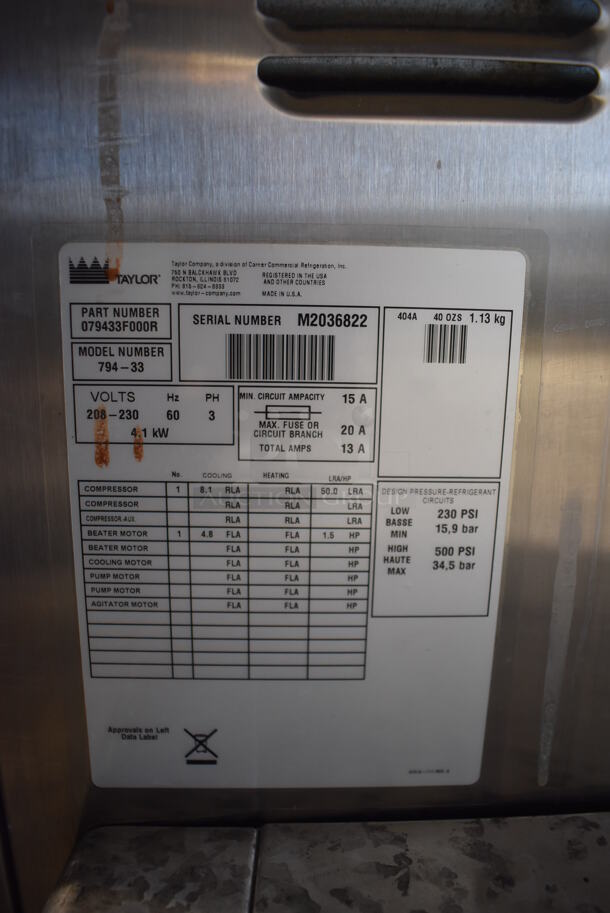 TAYLOR®
Taylor Company, a division of Carrier Commercial Refrigeration, Inc.
750 N BALCKHAWK BLVD
ROCKTON, ILLINOIS 61072
PH. 815-624-8333
www.taylor-company.com
REGISTERED IN THE USA
AND OTHER COUNTRIES
MADE IN U.S.A.
PART NUMBER
079433F000R
MODEL NUMBER
794-33
SERIAL NUMBER M2036822
404A 40 OZS 1.13 kg
VOLTS Hz PH
208-230 60 3
4.1 kW
MIN. CIRCUIT AMPACITY 15 A
MAX. FUSE OR
CIRCUIT BRANCH 20 A
TOTAL AMPS 13 A
No. COOLING HEATING LRA/HP
COMPRESSOR 1 8.1 RLA RLA 50.0 LRA
COMPRESSOR RLA RLA LRA
COMPRESSOR-AUX. RLA RLA LRA
BEATER MOTOR 1 4.8 FLA FLA 1.5 HP
BEATER MOTOR FLA FLA HP
COOLING MOTOR FLA FLA HP
PUMP MOTOR FLA FLA HP
PUMP MOTOR FLA FLA HP
AGITATOR MOTOR FLA FLA HP
DESIGN PRESSURE-REFRIGERANT
CIRCUITS
LOW 230 PSI
BASSE 15,9 bar
MIN
HIGH 500 PSI
HAUTE 34,5 bar
MAX
Approvals on Left
Data Label